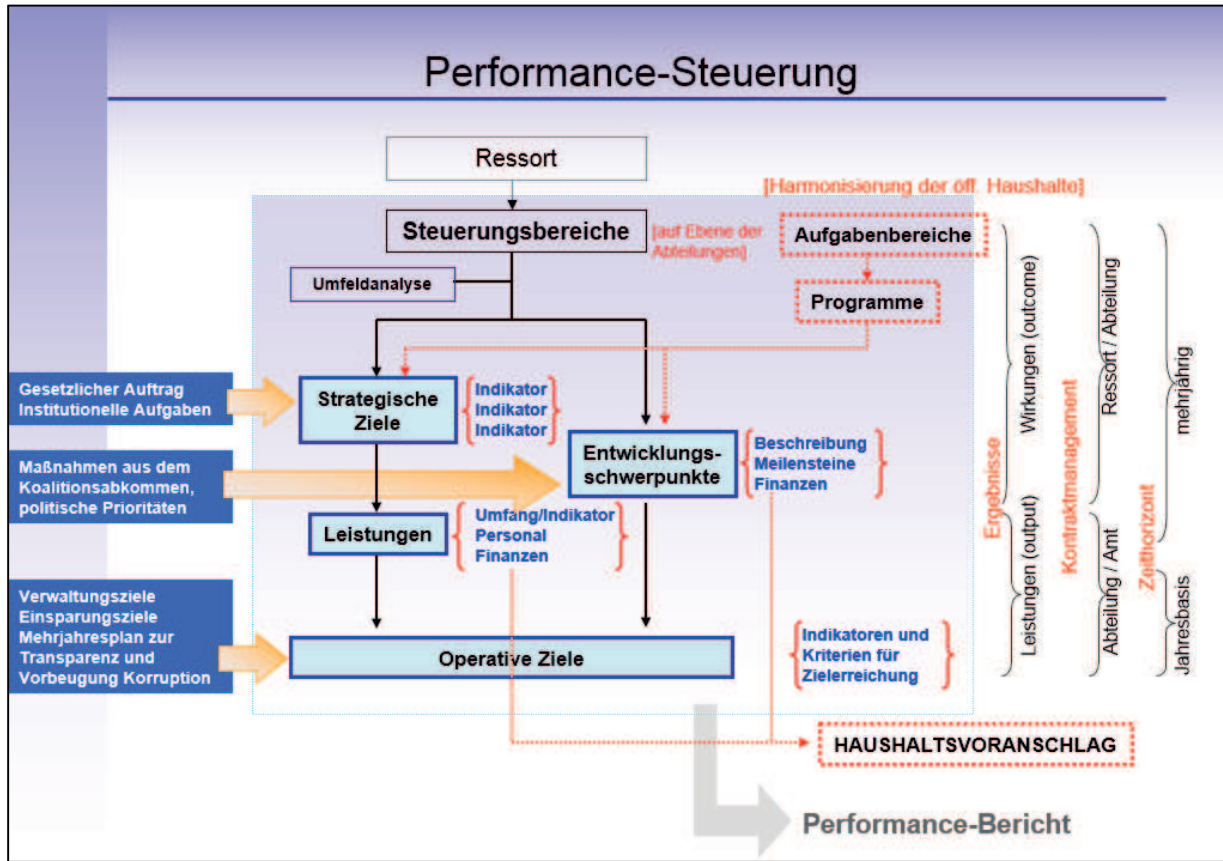 Performance-Steuerung
Ressort
[Harmonisierung der öff. Haushalte]
Steuerungsbereiche
[auf Ebene der
Abteilungen]
Aufgabenbereiche
Umfeldanalyse
Programme
Gesetzlicher Auftrag
Institutionelle Aufgaben
Strategische
Ziele
Indikator
Indikator
Indikator
Maßnahmen aus dem
Koalitionsabkommen,
politische Prioritäten
Entwicklungs-
schwerpunkte
Beschreibung
Meilensteine
Finanzen
Leistungen
Umfang/Indikator
Personal
Finanzen
Verwaltungsziele
Einsparungsziele
Mehrjahresplan zur
Transparenz und
Vorbeugung Korruption
Operative Ziele
Indikatoren und
Kriterien für
Zielerreichung
Ergebnisse
Wirkungen (outcome)
Leistungen (output)
Kontraktmanagement
Ressort / Abteilung
Abteilung / Amt
Zeithorizont
mehrjährig
Jahresbasis
HAUSHALTSVORANSCHLAG
Performance-Bericht